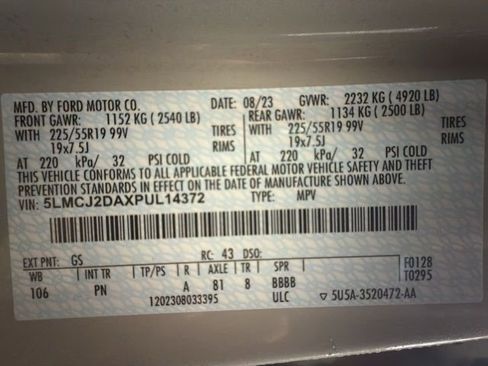 MFD. BY FORD MOTOR CO. DATE: 08/23 GVWR: 2232 KG ( 4920 LB)
FRONT GAWR: 1152 KG ( 2540 LB) REAR GAWR: 1134 KG ( 2500 LB)
WITH 225/55R19 99V TIRES WITH 225/55R19 99V TIRES
19x7.5J RIMS 19x7.5J RIMS
AT 220 kPa/ 32 PSI COLD AT 220 kPa/ 32 PSI COLD
THIS VEHICLE CONFORMS TO ALL APPLICABLE FEDERAL MOTOR VEHICLE SAFETY AND THEFT
PREVENTION STANDARDS IN EFFECT ON THE DATE OF MANUFACTURE SHOWN ABOVE.
VIN: 5LMCJ2DAXPUL14372 TYPE: MPV
EXT PNT: GS RC: 43 DSO:
WB INT TR TP/PS R AXLE TR SPR F0128
106 PN A 81 8 BBBB T0295
1202308033395 ULC ▽ 5U5A-3520472-AA